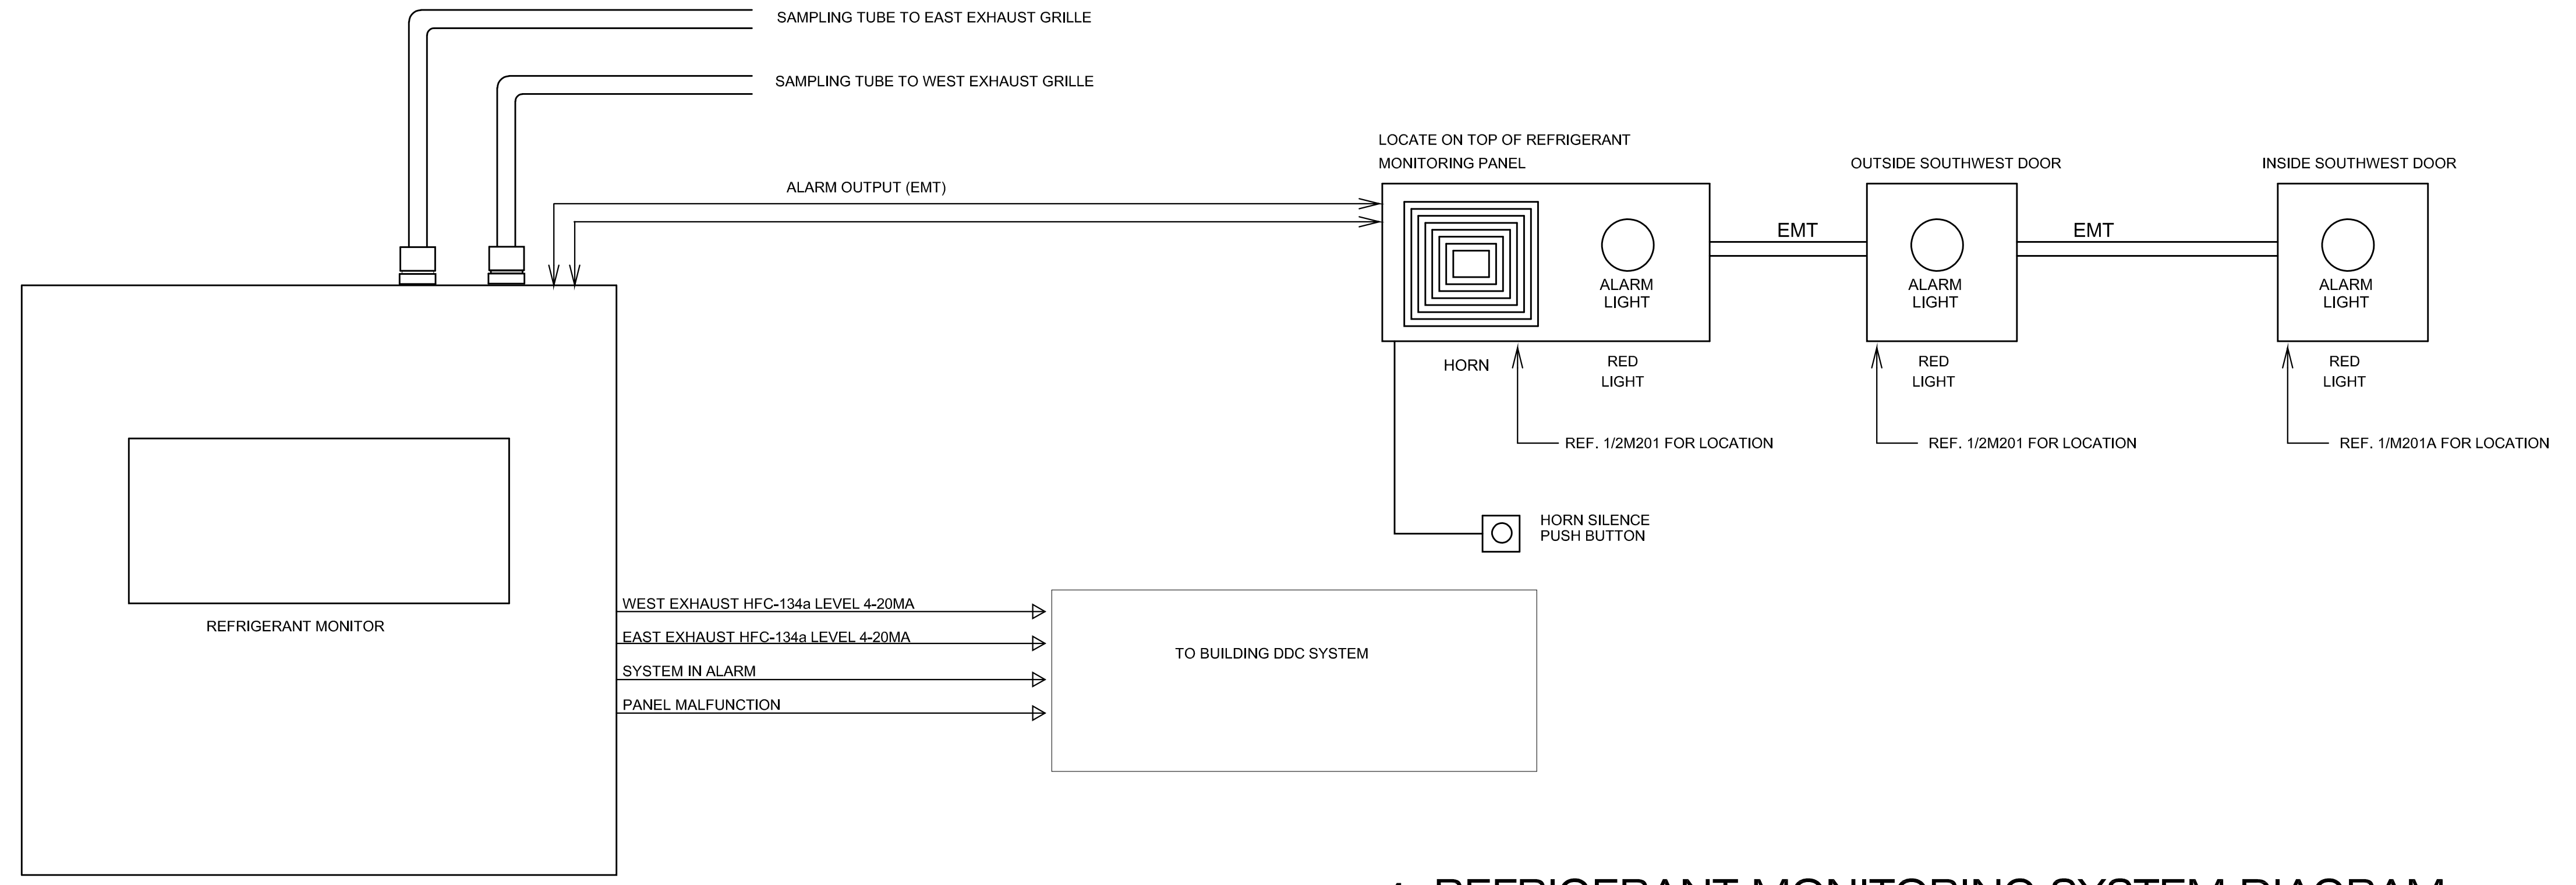 SAMPLING TUBE TO EAST EXHAUST GRILLE
SAMPLING TUBE TO WEST EXHAUST GRILLE
ALARM OUTPUT (EMT)
LOCATE ON TOP OF REFRIGERANT
MONITORING PANEL
OUTSIDE SOUTHWEST DOOR
INSIDE SOUTHWEST DOOR
EMT
EMT
ALARM
LIGHT
ALARM
LIGHT
ALARM
LIGHT
HORN
RED
LIGHT
RED
LIGHT
RED
LIGHT
REF. 1/2M201 FOR LOCATION
REF. 1/2M201 FOR LOCATION
REF. 1/M201A FOR LOCATION
HORN SILENCE
PUSH BUTTON
REFRIGERANT MONITOR
WEST EXHAUST HFC-134a LEVEL 4-20MA
EAST EXHAUST HFC-134a LEVEL 4-20MA
SYSTEM IN ALARM
PANEL MALFUNCTION
TO BUILDING DDC SYSTEM
REFRIGERANT MONITORING SYSTEM DIAGRAM